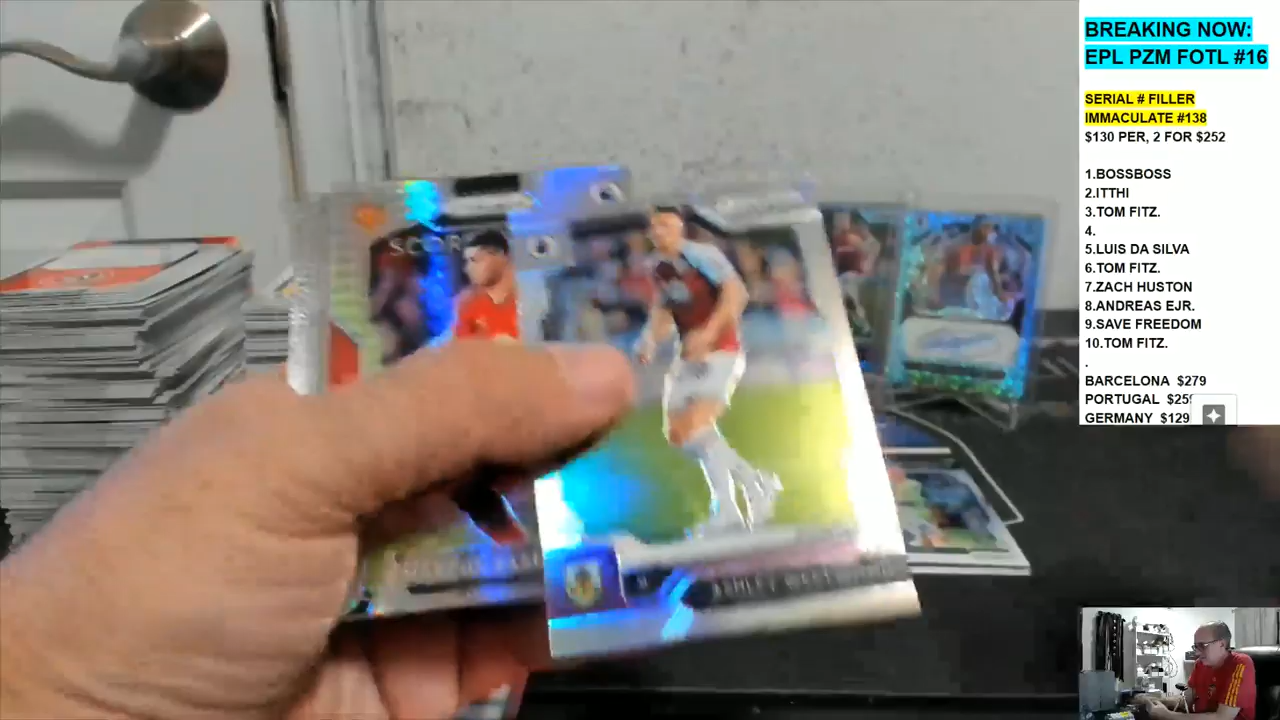 BREAKING NOW:
EPL PZM FOTL #16
SERIAL # FILLER
IMMACULATE #138
$130 PER, 2 FOR $252
1.BOSSBOSS
2.ITTHI
3.TOM FITZ.
4.
5.LUIS DA SILVA
6.TOM FITZ.
7.ZACH HUSTON
8.ANDREAS EJR.
9.SAVE FREEDOM
10.TOM FITZ.
.
BARCELONA $279
PORTUGAL
GERMANY $129
SCOR
ASHLEY